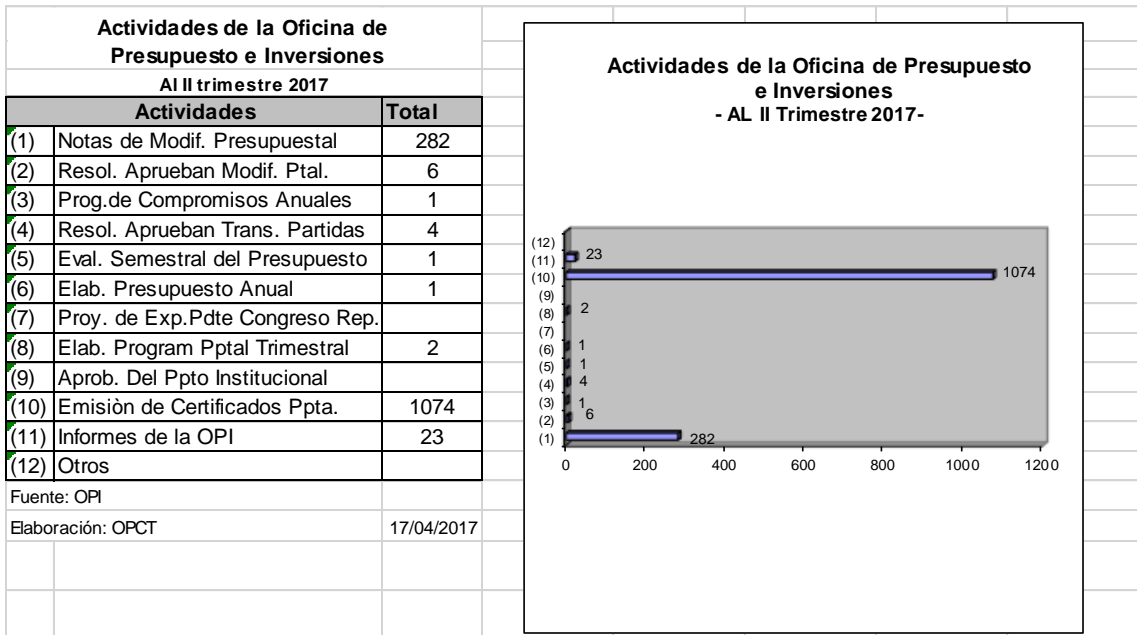 Actividades de la Oficina de
Presupuesto e Inversiones
Al II trimestre 2017
Actividades Total
(1) Notas de Modif. Presupuestal 282
(2) Resol. Aprueban Modif. Ptal. 6
(3) Prog.de Compromisos Anuales 1
(4) Resol. Aprueban Trans. Partidas 4
(5) Eval. Semestral del Presupuesto 1
(6) Elab. Presupuesto Anual 1
(7) Proy. de Exp.Pdte Congreso Rep.
(8) Elab. Program Pptal Trimestral 2
(9) Aprob. Del Ppto Institucional
(10) Emisiòn de Certificados Ppta. 1074
(11) Informes de la OPI 23
(12) Otros
Fuente: OPI
Elaboración: OPCT 17/04/2017
Actividades de la Oficina de Presupuesto
e Inversiones
- AL II Trimestre 2017-
(12)
(11) 23
(10) 1074
(9)
(8) 2
(7)
(6) 1
(5) 1
(4) 4
(3) 1
(2) 6
(1) 282
0 200 400 600 800 1000 1200